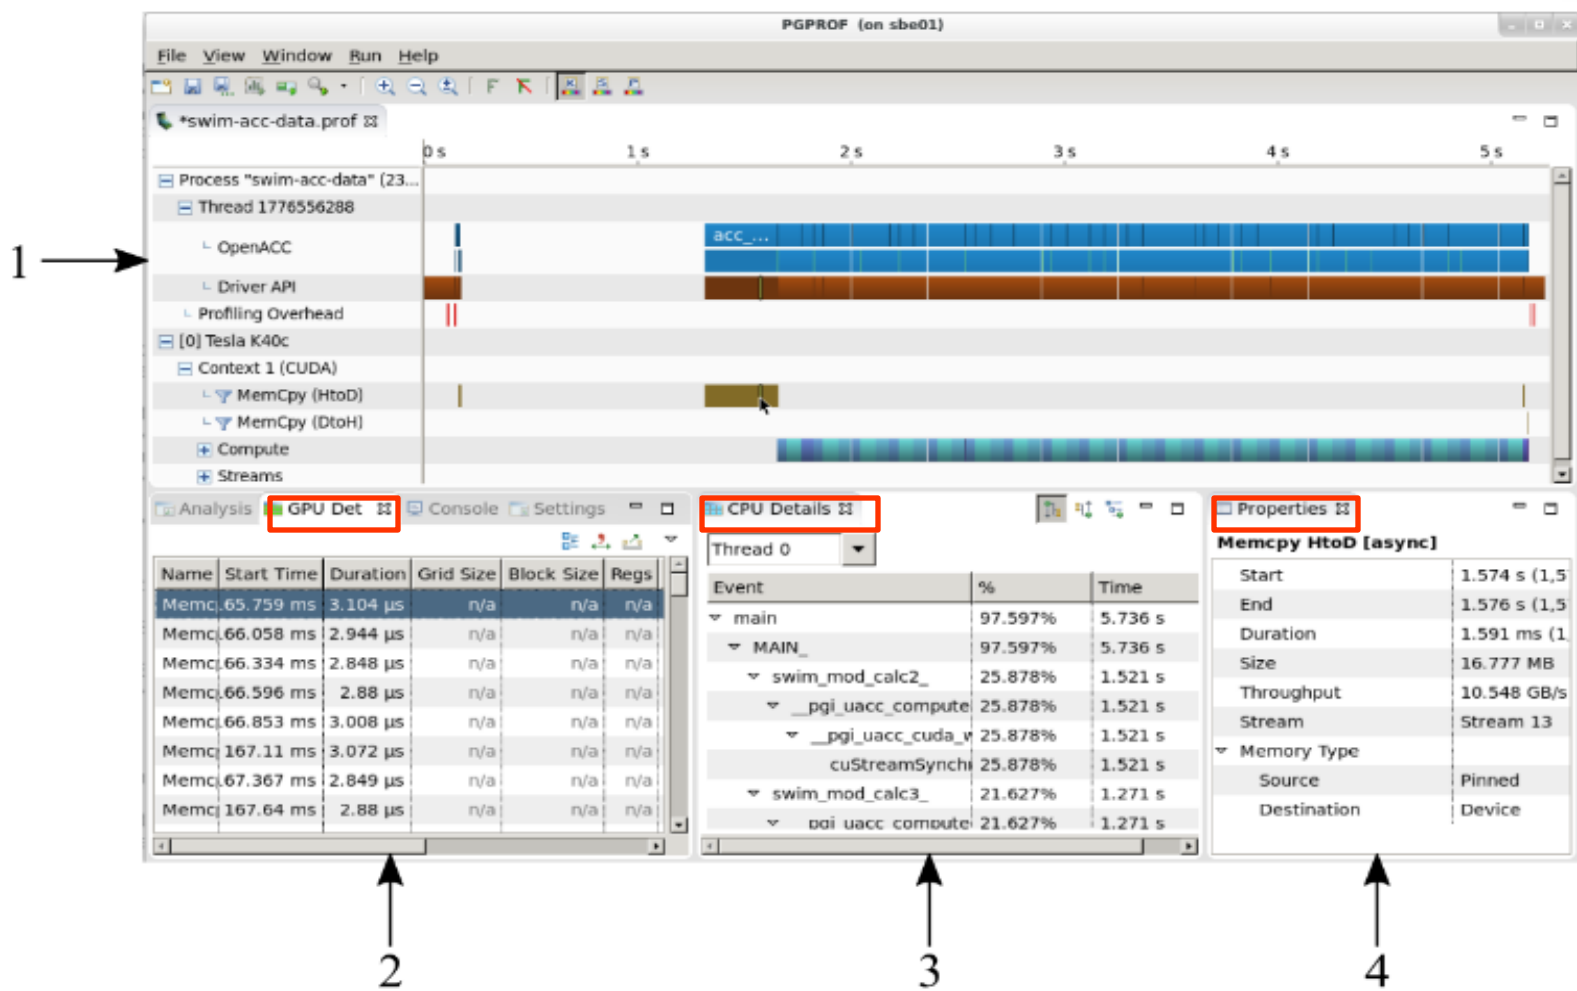 PGPROF (on sbe01)
File View Window Run Help
*swim-acc-data.prof
0 s 1 s 2 s 3 s 4 s 5 s
Process "swim-acc-data" (23...
Thread 1776556288
OpenACC
acc_...
Driver API
Profiling Overhead
[0] Tesla K40c
Context 1 (CUDA)
MemCpy (HtoD)
MemCpy (DtoH)
Compute
Streams
1
Analysis GPU Det Console Settings
Name Start Time Duration Grid Size Block Size Regs
Memc 65.759 ms 3.104 µs n/a n/a n/a
Memc 66.058 ms 2.944 µs n/a n/a n/a
Memc 66.334 ms 2.848 µs n/a n/a n/a
Memc 66.596 ms 2.88 µs n/a n/a n/a
Memc 66.853 ms 3.008 µs n/a n/a n/a
Memc 167.11 ms 3.072 µs n/a n/a n/a
Memc 67.367 ms 2.849 µs n/a n/a n/a
Memc 167.64 ms 2.88 µs n/a n/a n/a
2
CPU Details
Thread 0
Event % Time
main 97.597% 5.736 s
MAIN_ 97.597% 5.736 s
swim_mod_calc2_ 25.878% 1.521 s
__pgi_uacc_compute 25.878% 1.521 s
__pgi_uacc_cuda_w 25.878% 1.521 s
cuStreamSynchr 25.878% 1.521 s
swim_mod_calc3_ 21.627% 1.271 s
pgi uacc compute 21.627% 1.271 s
3
Properties
Memcpy HtoD [async]
Start 1.574 s (1,5
End 1.576 s (1,5
Duration 1.591 ms (1,
Size 16.777 MB
Throughput 10.548 GB/s
Stream Stream 13
Memory Type
Source Pinned
Destination Device
4